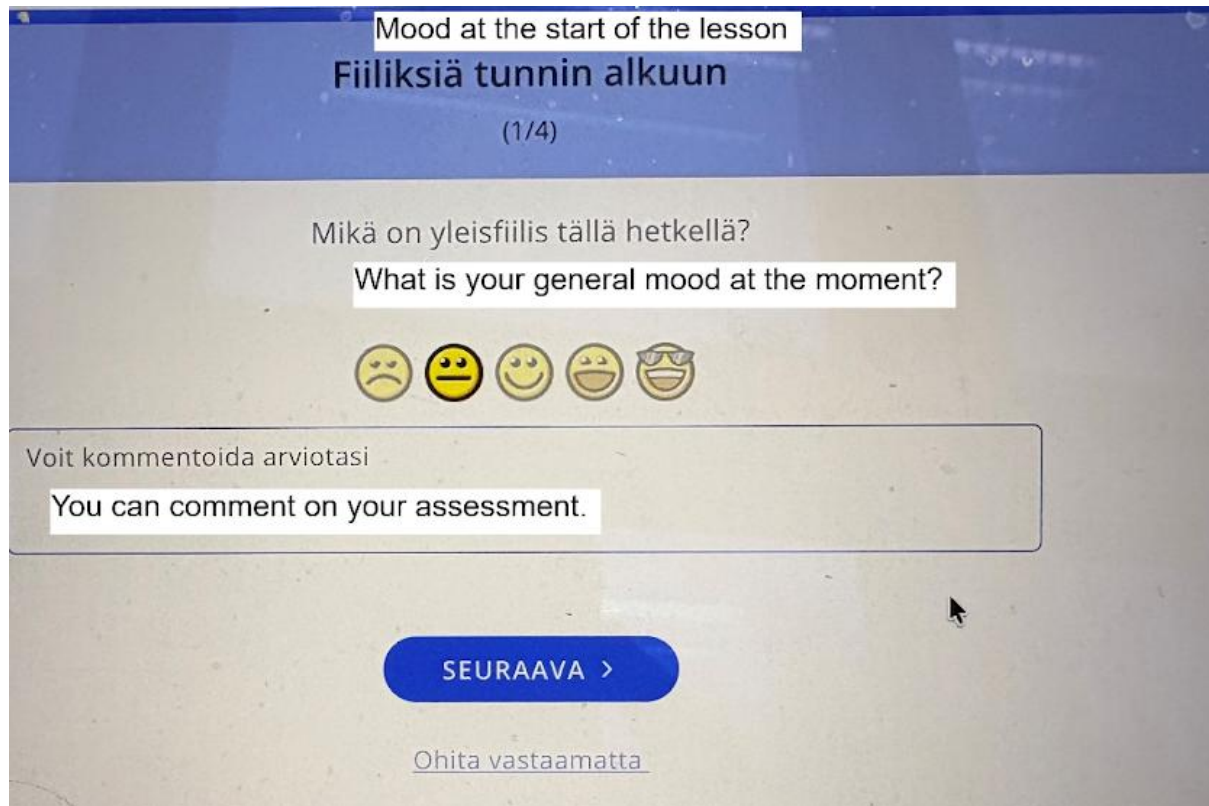 Mood at the start of the lesson
Fiiliksiä tunnin alkuun
(1/4)
Mikä on yleisfiilis tällä hetkellä?
What is your general mood at the moment?
Voit kommentoida arviotasi
You can comment on your assessment.
SEURAAVA >
Ohita vastaamatta